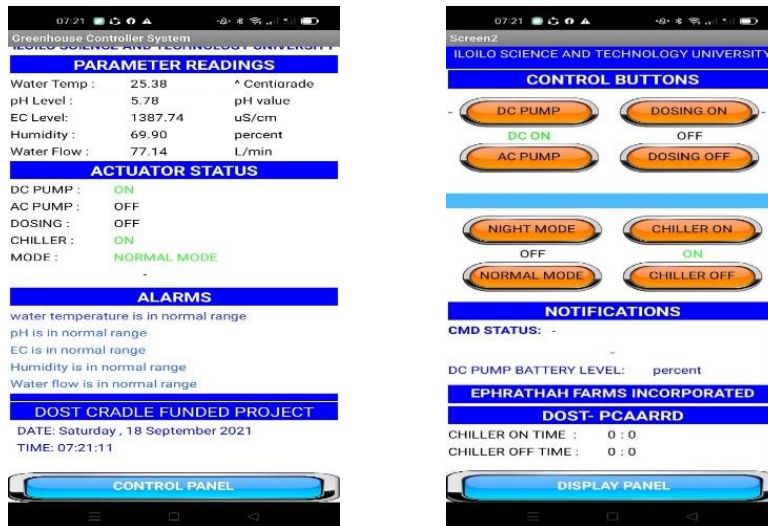 07:21
Greenhouse Controller System
ILOILO SCIENCE AND TECHNOLOGY UNIVERSITY
PARAMETER READINGS
Water Temp : 25.38 ^ Centigrade
pH Level : 5.78 pH value
EC Level: 1387.74 uS/cm
Humidity : 69.90 percent
Water Flow : 77.14 L/min
ACTUATOR STATUS
DC PUMP : ON
AC PUMP : OFF
DOSING : OFF
CHILLER : ON
MODE : NORMAL MODE
-
ALARMS
water temperature is in normal range
pH is in normal range
EC is in normal range
Humidity is in normal range
Water flow is in normal range
DOST CRADLE FUNDED PROJECT
DATE: Saturday , 18 September 2021
TIME: 07:21:11
CONTROL PANEL
07:21
Screen2
ILOILO SCIENCE AND TECHNOLOGY UNIVERSITY
CONTROL BUTTONS
- DC PUMP DOSING ON -
DC ON OFF
AC PUMP DOSING OFF
NIGHT MODE CHILLER ON
OFF ON
NORMAL MODE CHILLER OFF
NOTIFICATIONS
CMD STATUS: -
-
DC PUMP BATTERY LEVEL: percent
EPHRATHAH FARMS INCORPORATED
DOST- PCAARRD
CHILLER ON TIME : 0 : 0
CHILLER OFF TIME : 0 : 0
DISPLAY PANEL